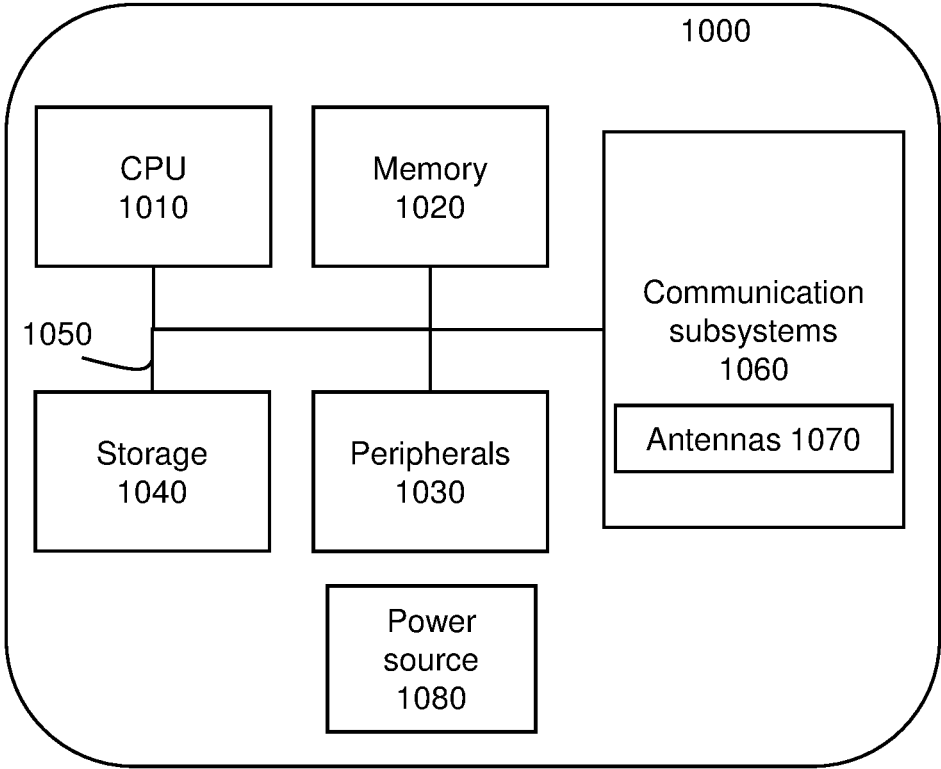 1000
CPU
1010
Memory
1020
Communication
subsystems
1060
1050
Antennas 1070
Storage
1040
Peripherals
1030
Power
source
1080